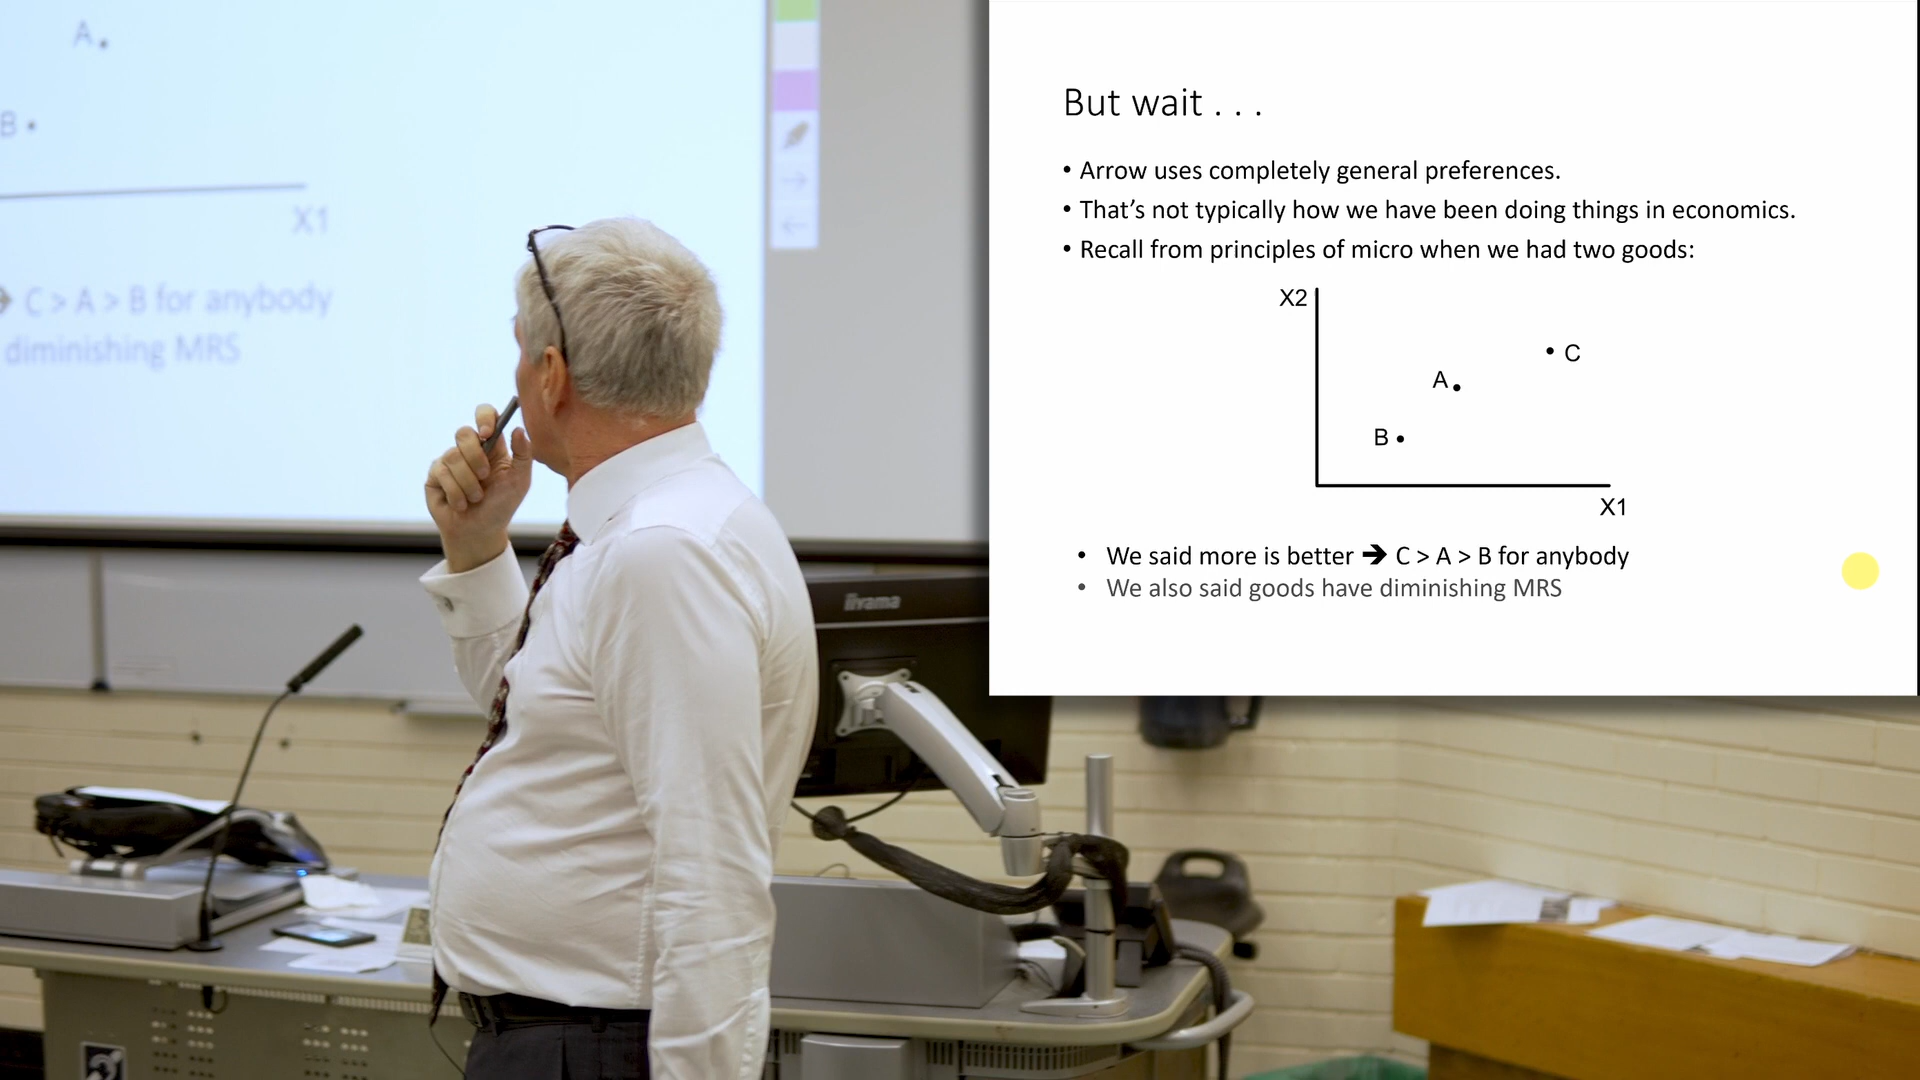 A
B
X1
C > A > B for anybody
diminishing MRS
iiyama
But wait . . .
• Arrow uses completely general preferences.
• That’s not typically how we have been doing things in economics.
• Recall from principles of micro when we had two goods:
X2
C
A
B
X1
• We said more is better ➔ C > A > B for anybody
• We also said goods have diminishing MRS